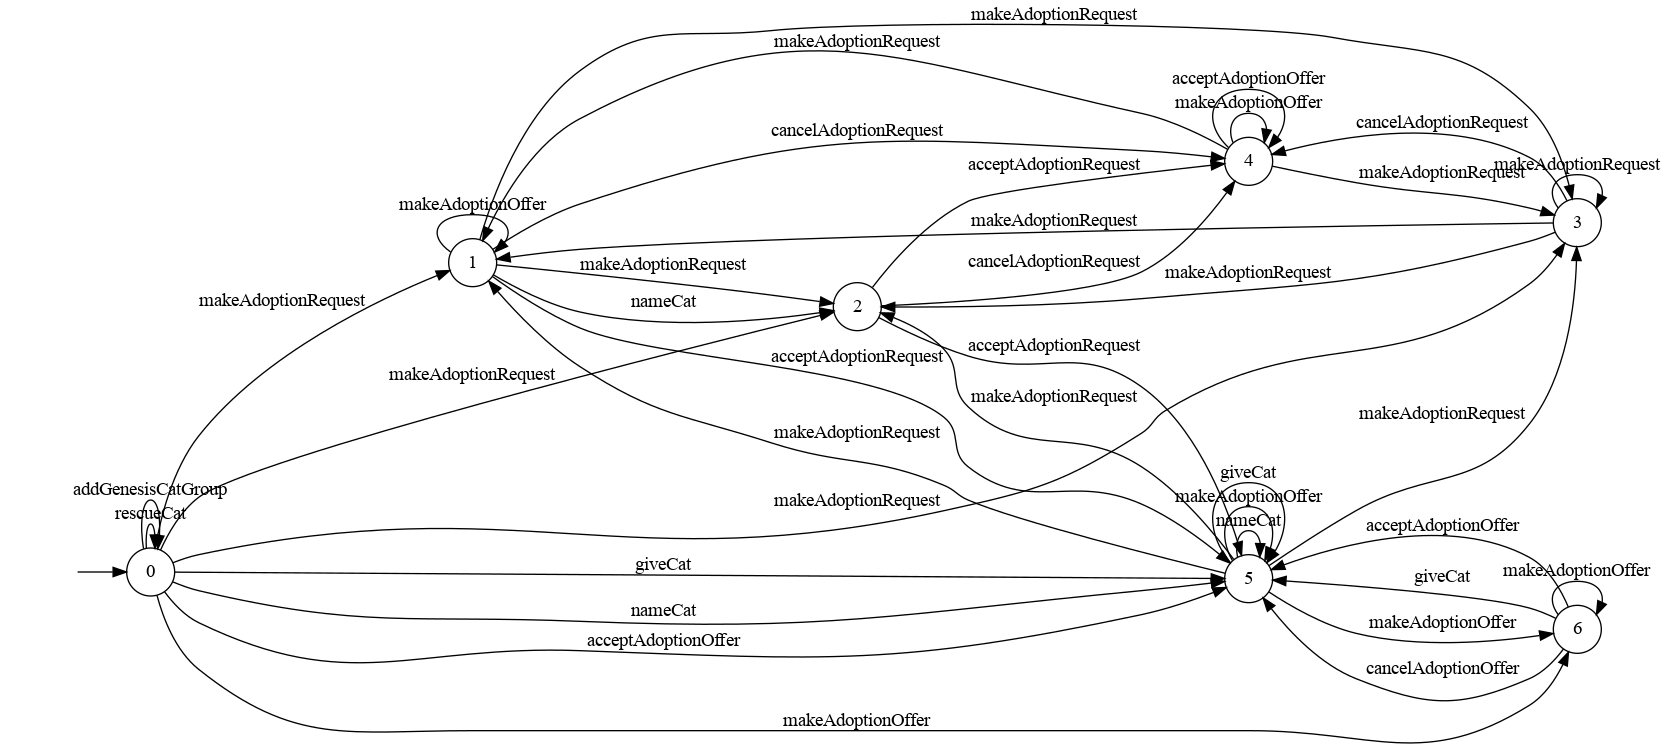 makeAdoptionRequest
makeAdoptionRequest
acceptAdoptionOffer
makeAdoptionOffer
cancelAdoptionRequest
cancelAdoptionRequest
4
acceptAdoptionRequest
makeAdoptionRequest
makeAdoptionRequest
makeAdoptionOffer
makeAdoptionRequest
3
1
makeAdoptionRequest
cancelAdoptionRequest
makeAdoptionRequest
makeAdoptionRequest
nameCat
2
acceptAdoptionRequest
acceptAdoptionRequest
makeAdoptionRequest
makeAdoptionRequest
makeAdoptionRequest
makeAdoptionRequest
giveCat
addGenesisCatGroup
makeAdoptionOffer
makeAdoptionRequest
rescueCat
nameCat
acceptAdoptionOffer
0
giveCat
5
giveCat
makeAdoptionOffer
nameCat
makeAdoptionOffer
6
acceptAdoptionOffer
cancelAdoptionOffer
makeAdoptionOffer